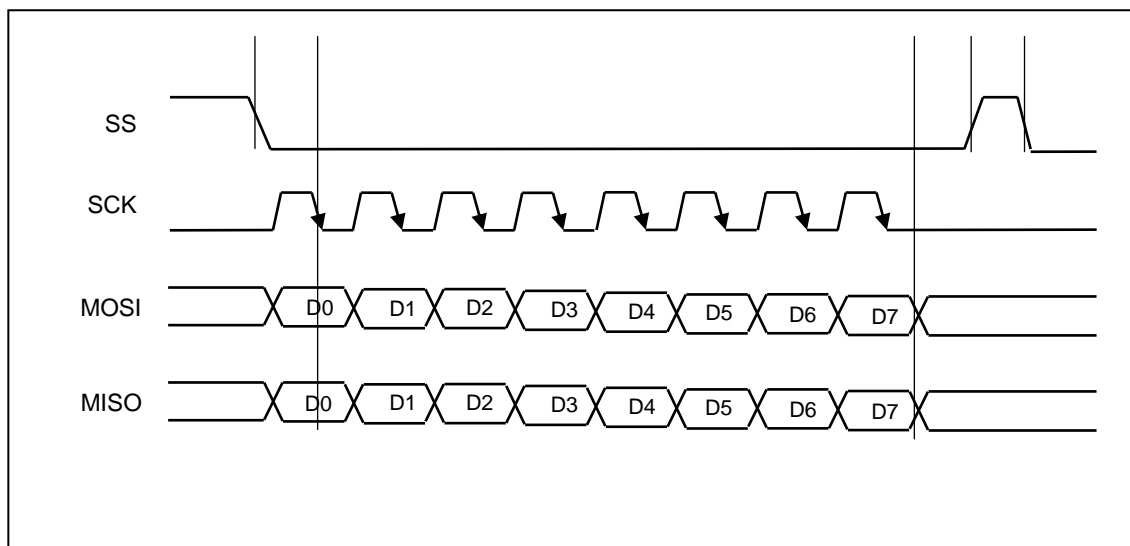 SS
SCK
MOSI D0 D1 D2 D3 D4 D5 D6 D7
MISO D0 D1 D2 D3 D4 D5 D6 D7